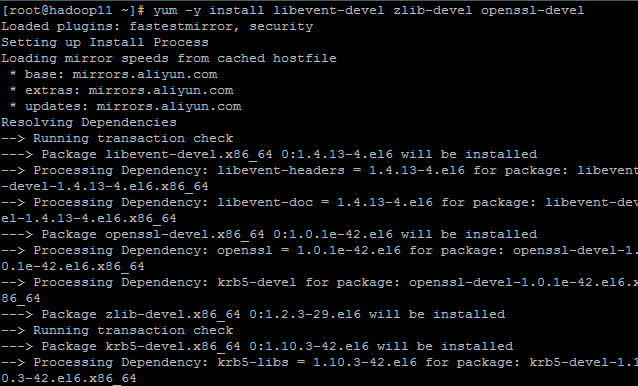 [root@hadoop11 ~]# yum -y install libevent-devel zlib-devel openssl-devel
Loaded plugins: fastestmirror, security
Setting up Install Process
Loading mirror speeds from cached hostfile
 * base: mirrors.aliyun.com
 * extras: mirrors.aliyun.com
 * updates: mirrors.aliyun.com
Resolving Dependencies
--> Running transaction check
---> Package libevent-devel.x86_64 0:1.4.13-4.el6 will be installed
--> Processing Dependency: libevent-headers = 1.4.13-4.el6 for package: libevent
-devel-1.4.13-4.el6.x86_64
--> Processing Dependency: libevent-doc = 1.4.13-4.el6 for package: libevent-dev
el-1.4.13-4.el6.x86_64
---> Package openssl-devel.x86_64 0:1.0.1e-42.el6 will be installed
--> Processing Dependency: openssl = 1.0.1e-42.el6 for package: openssl-devel-1.
0.1e-42.el6.x86_64
--> Processing Dependency: krb5-devel for package: openssl-devel-1.0.1e-42.el6.x
86_64
---> Package zlib-devel.x86_64 0:1.2.3-29.el6 will be installed
--> Running transaction check
---> Package krb5-devel.x86_64 0:1.10.3-42.el6 will be installed
--> Processing Dependency: krb5-libs = 1.10.3-42.el6 for package: krb5-devel-1.1
0.3-42.el6.x86_64